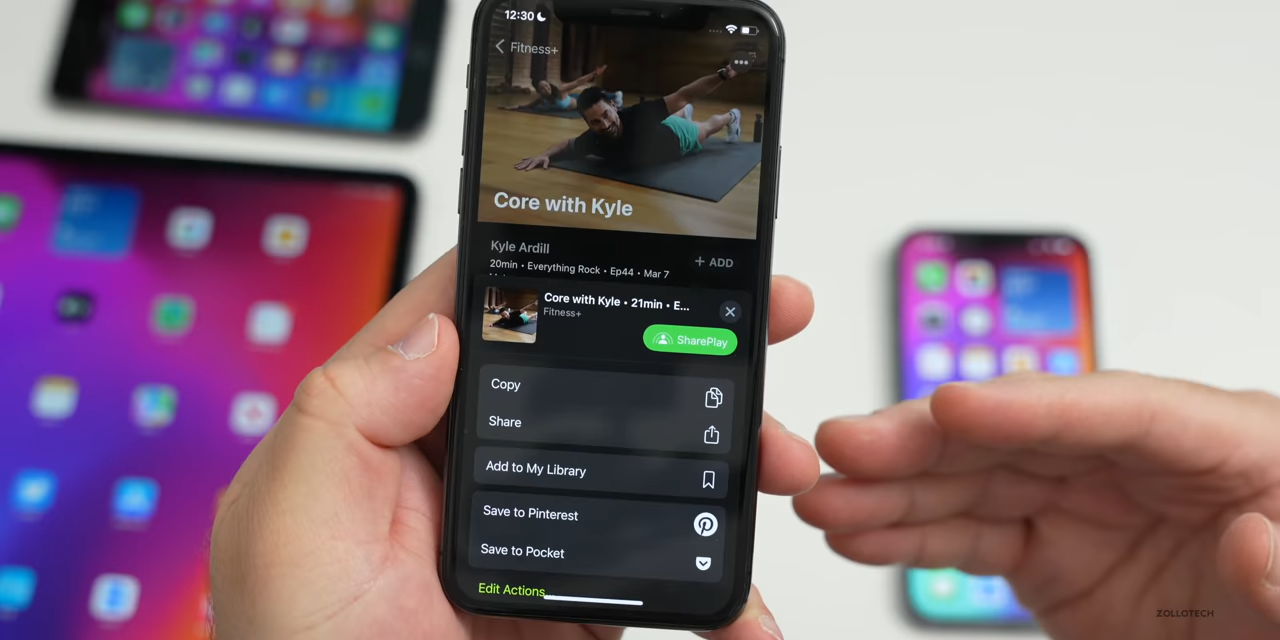 12:30
Fitness+
Core with Kyle
Kyle Ardill
+ ADD
20min • Everything Rock • Ep44 • Mar 7
Core with Kyle • 21min • E...
Fitness+
SharePlay
Copy
Share
Add to My Library
Save to Pinterest
Save to Pocket
Edit Actions...
ZOLLOTECH